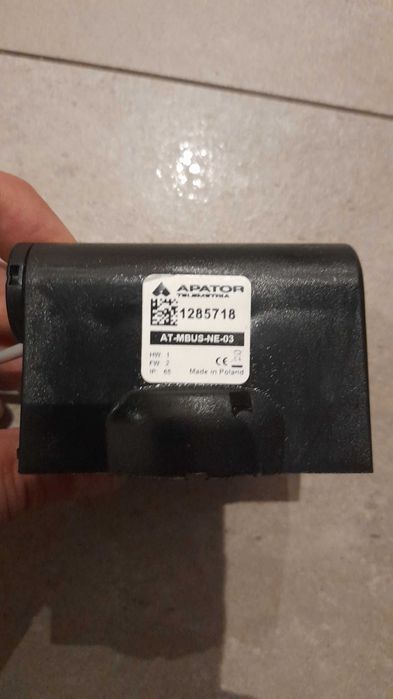 APATOR
TELEMETRIA
1285718
AT-MBUS-NE-03
HW: 1
FW: 2
IP: 65
CE
Made in Poland